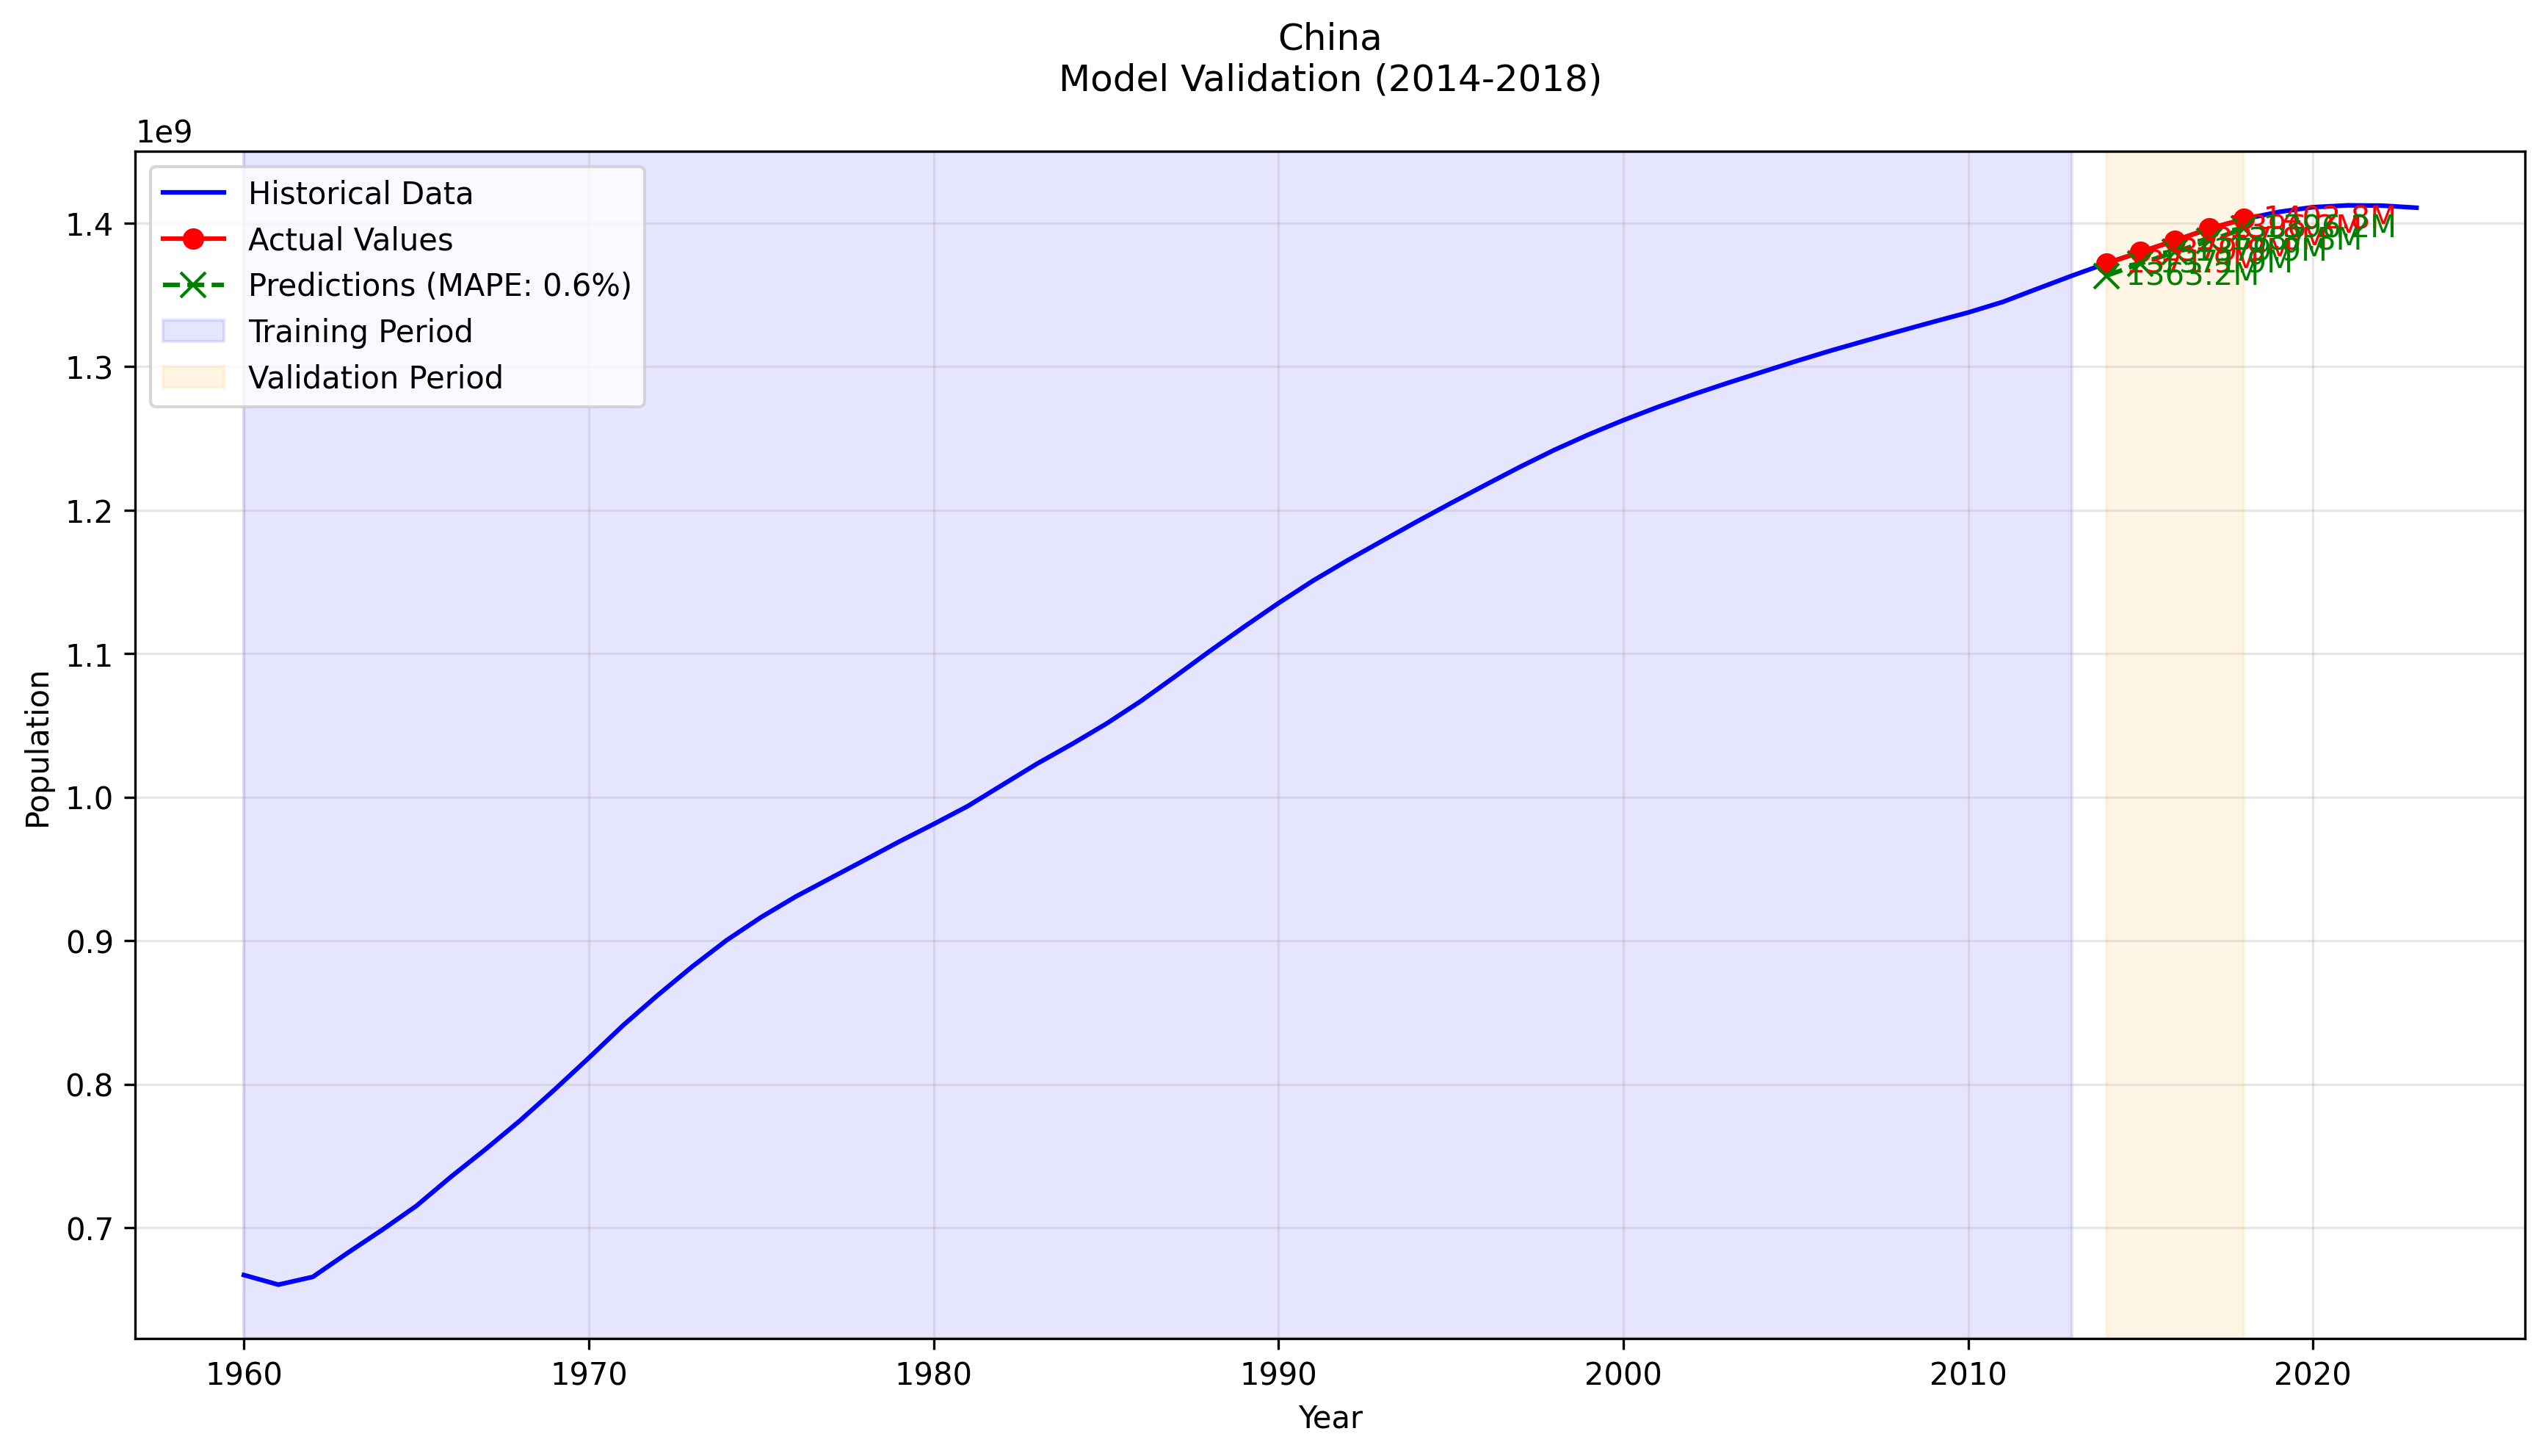 China
Model Validation (2014-2018)
1e9
Historical Data
Actual Values
Predictions (MAPE: 0.6%)
Training Period
Validation Period
1.4
1.3
1.2
1.1
1.0
0.9
0.8
0.7
Population
1402.8M
1363.2M
1960
1970
1980
1990
2000
2010
2020
Year